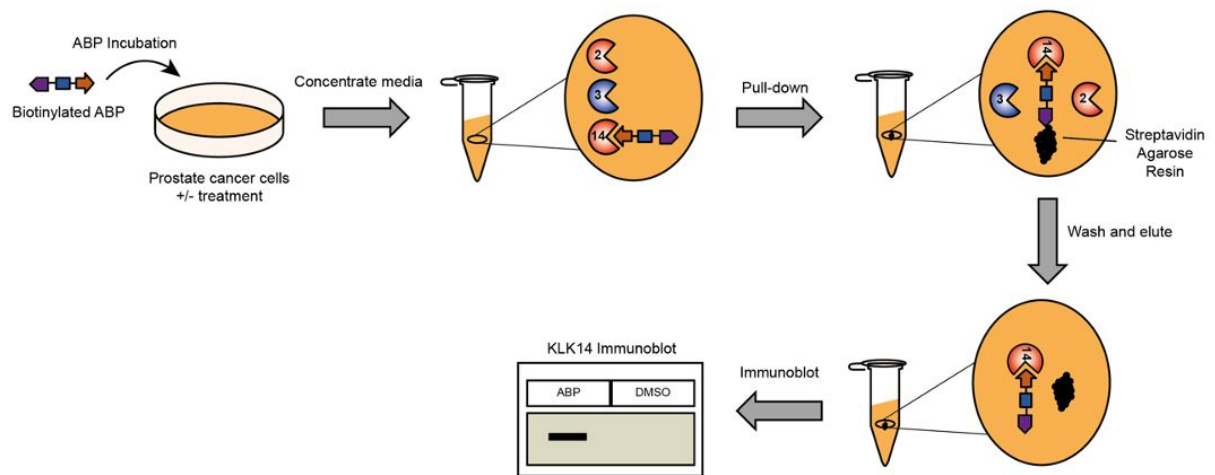 ABP Incubation
Biotinylated ABP
Prostate cancer cells
+/- treatment
Concentrate media
2
3
14
Pull-down
14
3
2
Streptavidin
Agarose
Resin
Wash and elute
14
Immunoblot
KLK14 Immunoblot
ABP
DMSO